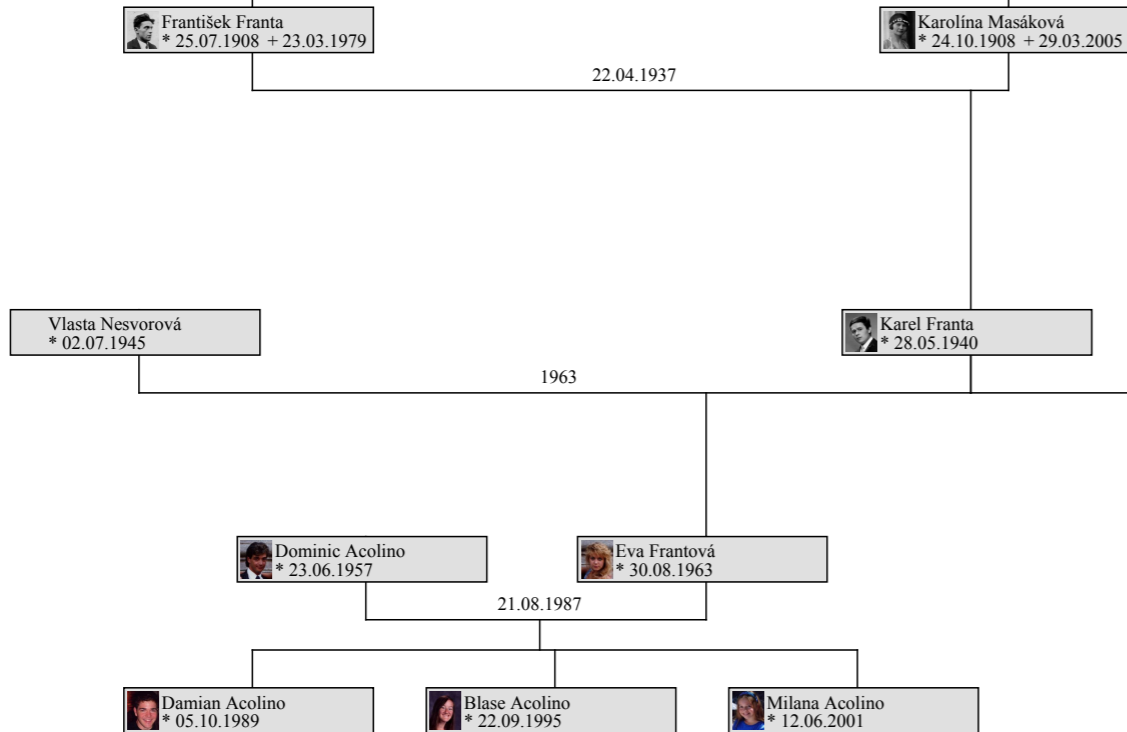 František Franta
* 25.07.1908 + 23.03.1979
Karolína Masáková
* 24.10.1908 + 29.03.2005
22.04.1937
Vlasta Nesvorová
* 02.07.1945
Karel Franta
* 28.05.1940
1963
Dominic Acolino
* 23.06.1957
Eva Frantová
* 30.08.1963
21.08.1987
Damian Acolino
* 05.10.1989
Blase Acolino
* 22.09.1995
Milana Acolino
* 12.06.2001